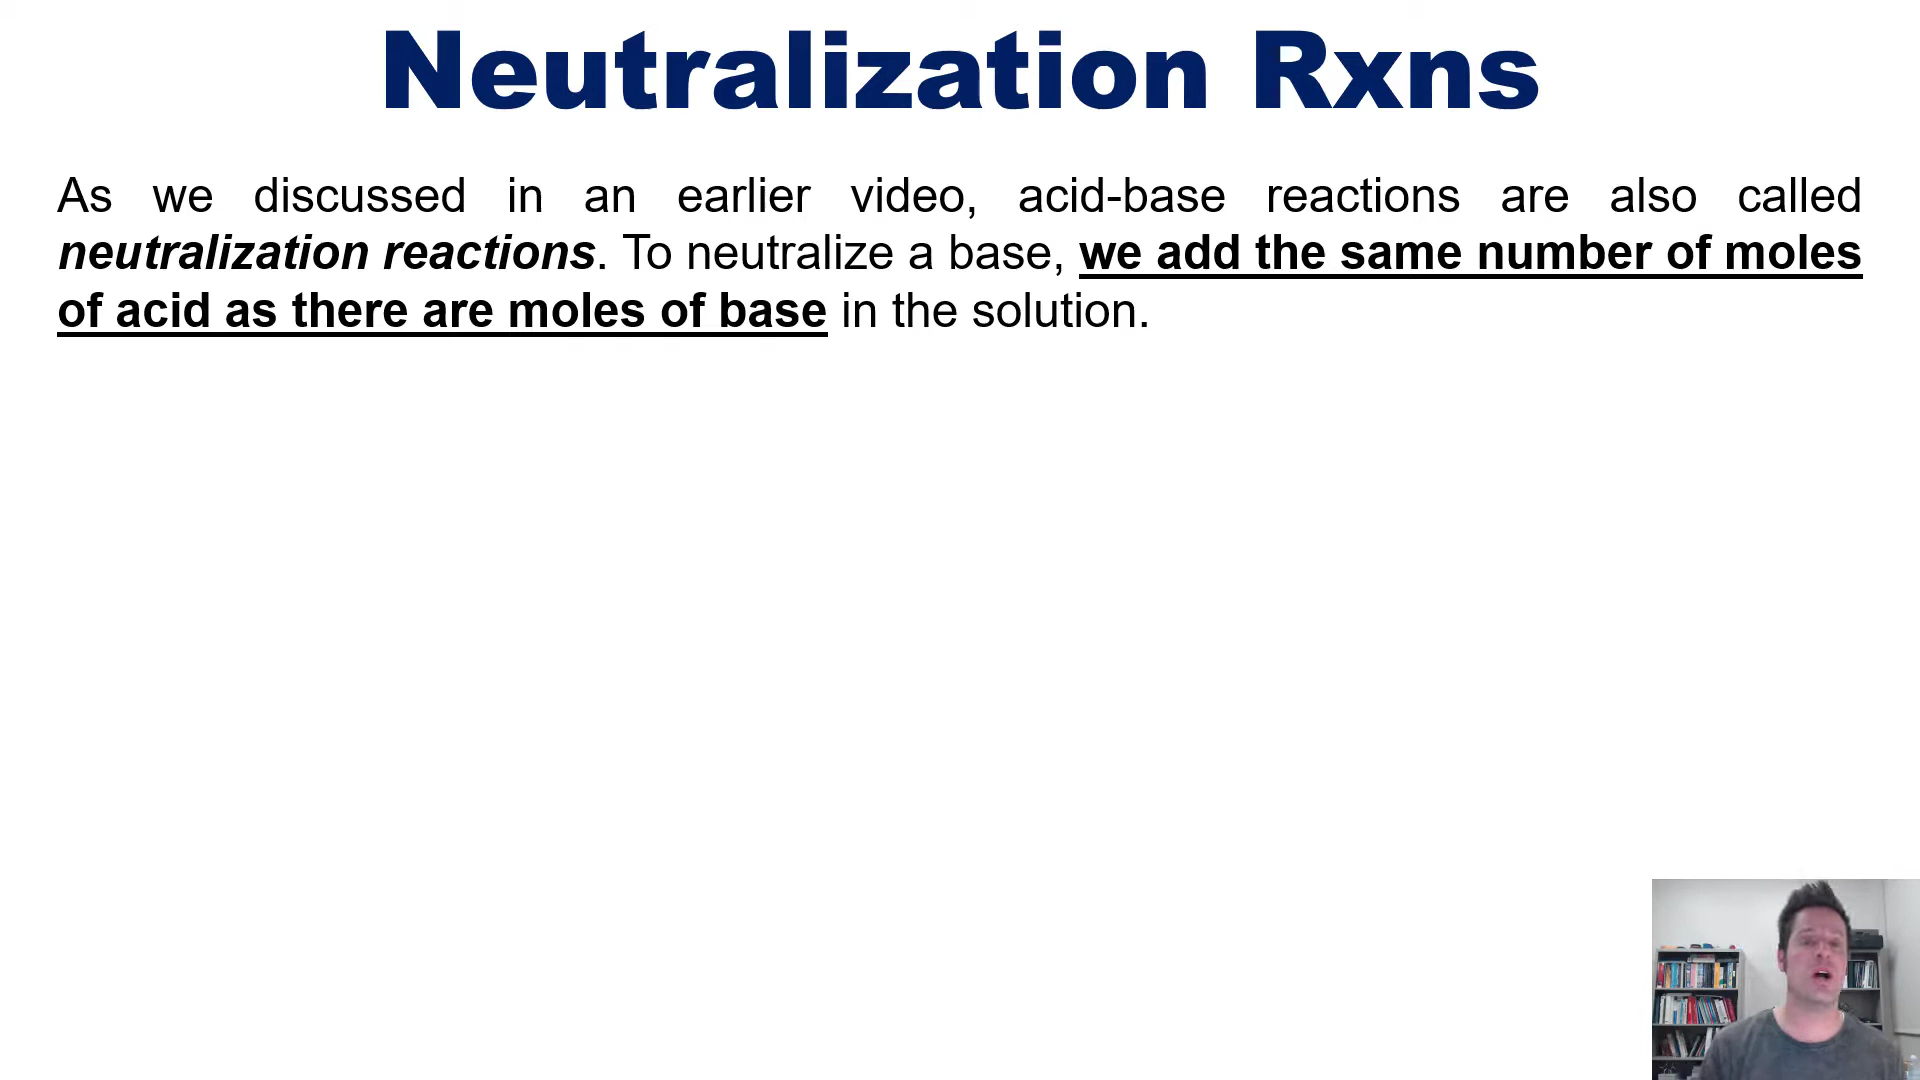 Neutralization Rxns
As we discussed in an earlier video, acid-base reactions are also called
neutralization reactions. To neutralize a base, we add the same number of moles
of acid as there are moles of base in the solution.